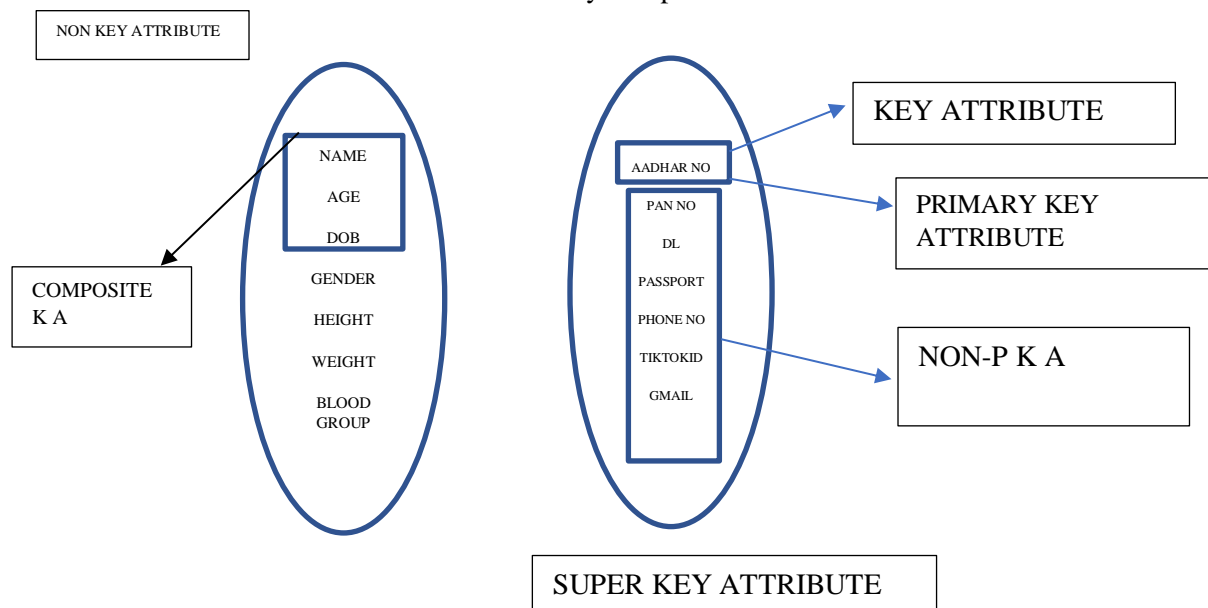 NON KEY ATTRIBUTE
NAME
AGE
DOB
GENDER
HEIGHT
WEIGHT
BLOOD
GROUP
COMPOSITE
K A
AADHAR NO
PAN NO
DL
PASSPORT
PHONE NO
TIKTOKID
GMAIL
KEY ATTRIBUTE
PRIMARY KEY
ATTRIBUTE
NON-P K A
SUPER KEY ATTRIBUTE